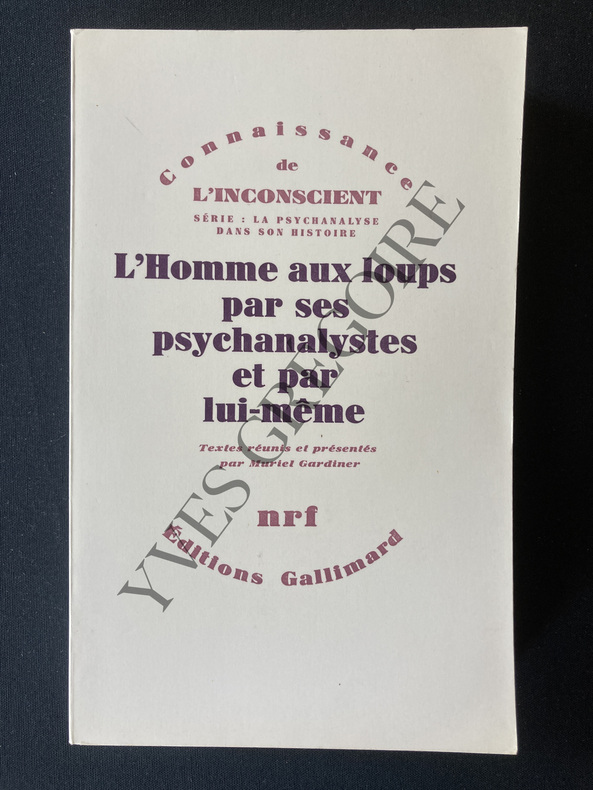 Connaissance
de
L'INCONSCIENT
SÉRIE : LA PSYCHANALYSE
DANS SON HISTOIRE
L'Homme aux loups
par ses
psychanalystes
et par
lui-même
Textes réunis et présentés
par Muriel Gardiner
nrf
Éditions Gallimard
YVES GREGOIRE